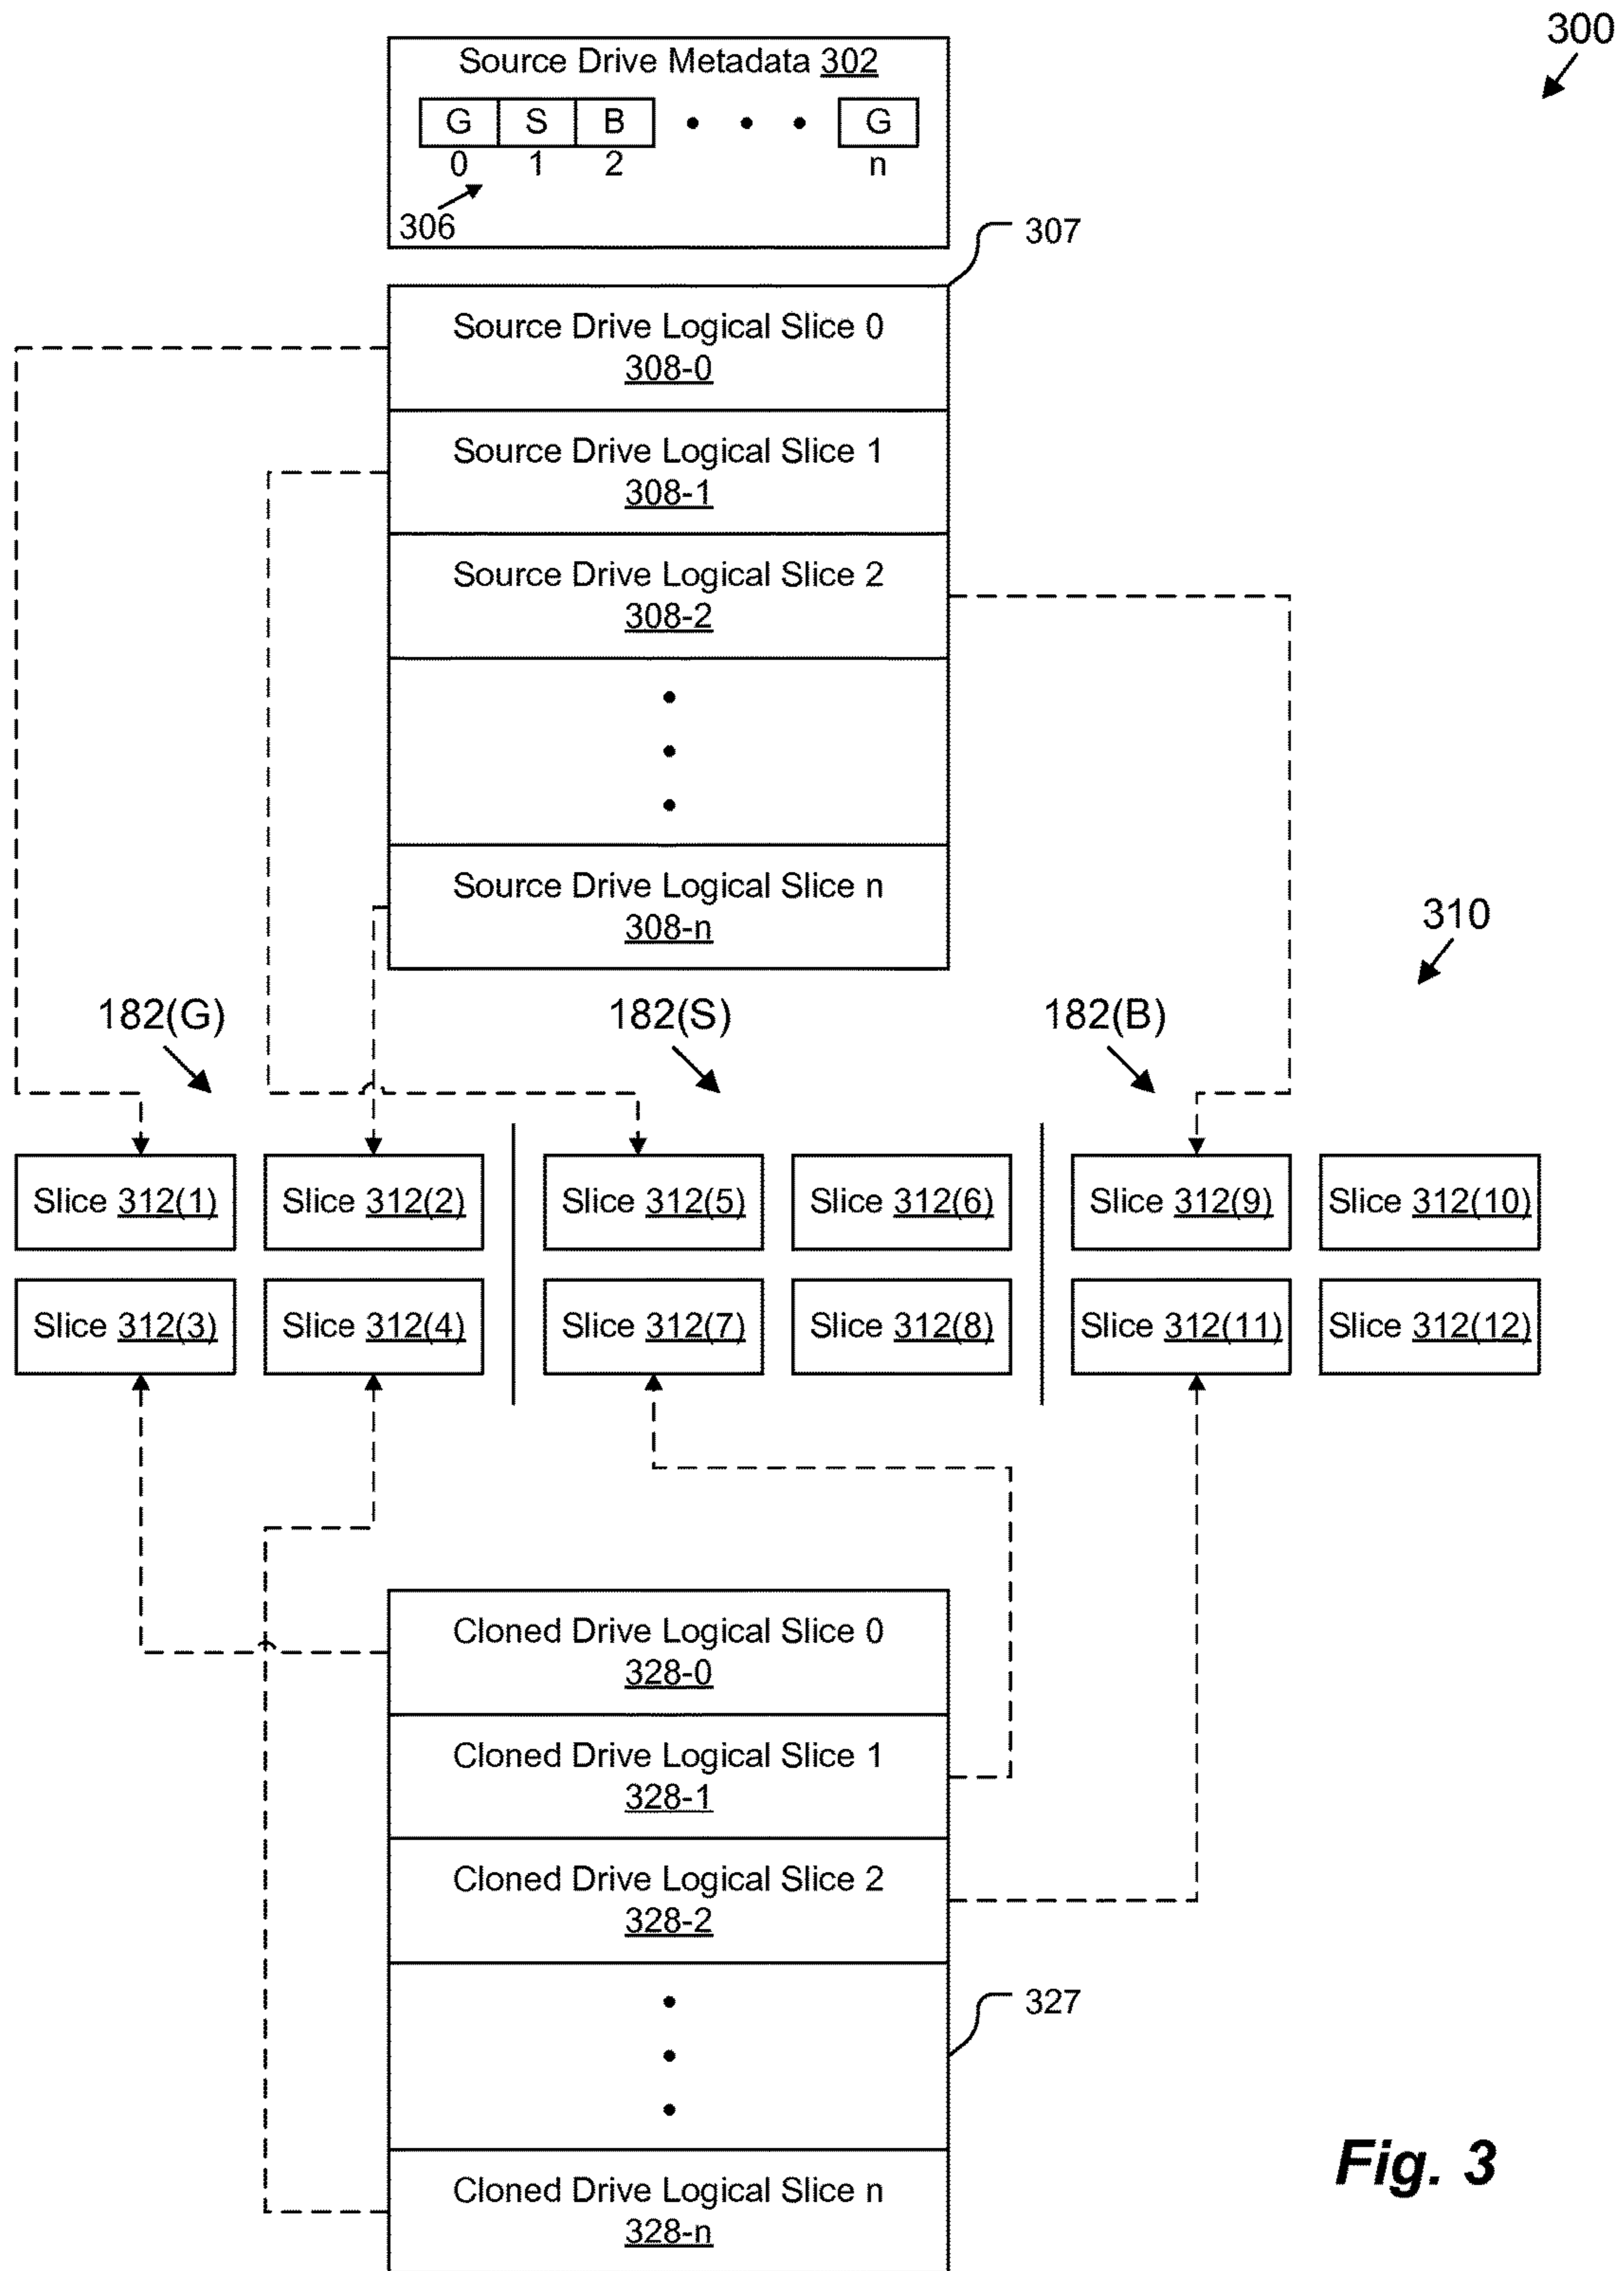 300
Source Drive Metadata 302
G S B • • • G
0 1 2 n
306
307
Source Drive Logical Slice 0
308-0
Source Drive Logical Slice 1
308-1
Source Drive Logical Slice 2
308-2
Source Drive Logical Slice n
308-n
310
182(G) 182(S) 182(B)
Slice 312(1) Slice 312(2) Slice 312(5) Slice 312(6) Slice 312(9) Slice 312(10)
Slice 312(3) Slice 312(4) Slice 312(7) Slice 312(8) Slice 312(11) Slice 312(12)
Cloned Drive Logical Slice 0
328-0
Cloned Drive Logical Slice 1
328-1
Cloned Drive Logical Slice 2
328-2
327
Cloned Drive Logical Slice n
328-n
Fig. 3